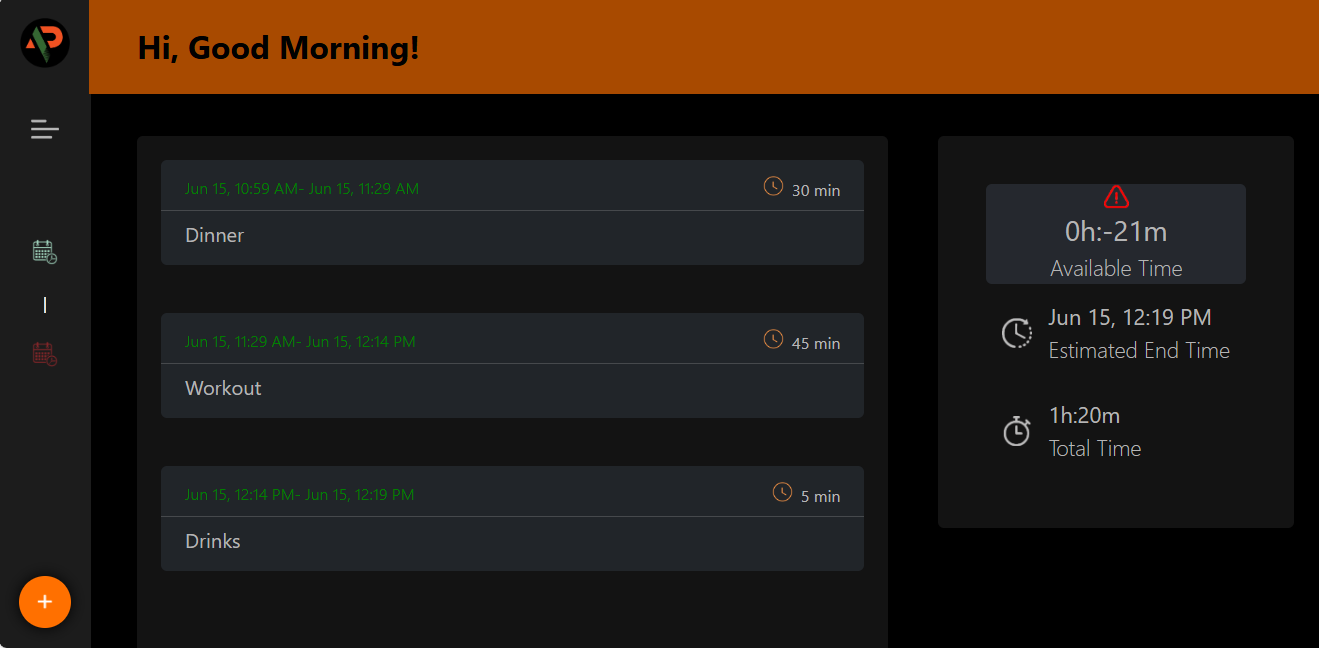 Hi, Good Morning!
Jun 15, 10:59 AM- Jun 15, 11:29 AM
30 min
Dinner
Jun 15, 11:29 AM- Jun 15, 12:14 PM
45 min
Workout
Jun 15, 12:14 PM- Jun 15, 12:19 PM
5 min
Drinks
0h:-21m
Available Time
Jun 15, 12:19 PM
Estimated End Time
1h:20m
Total Time